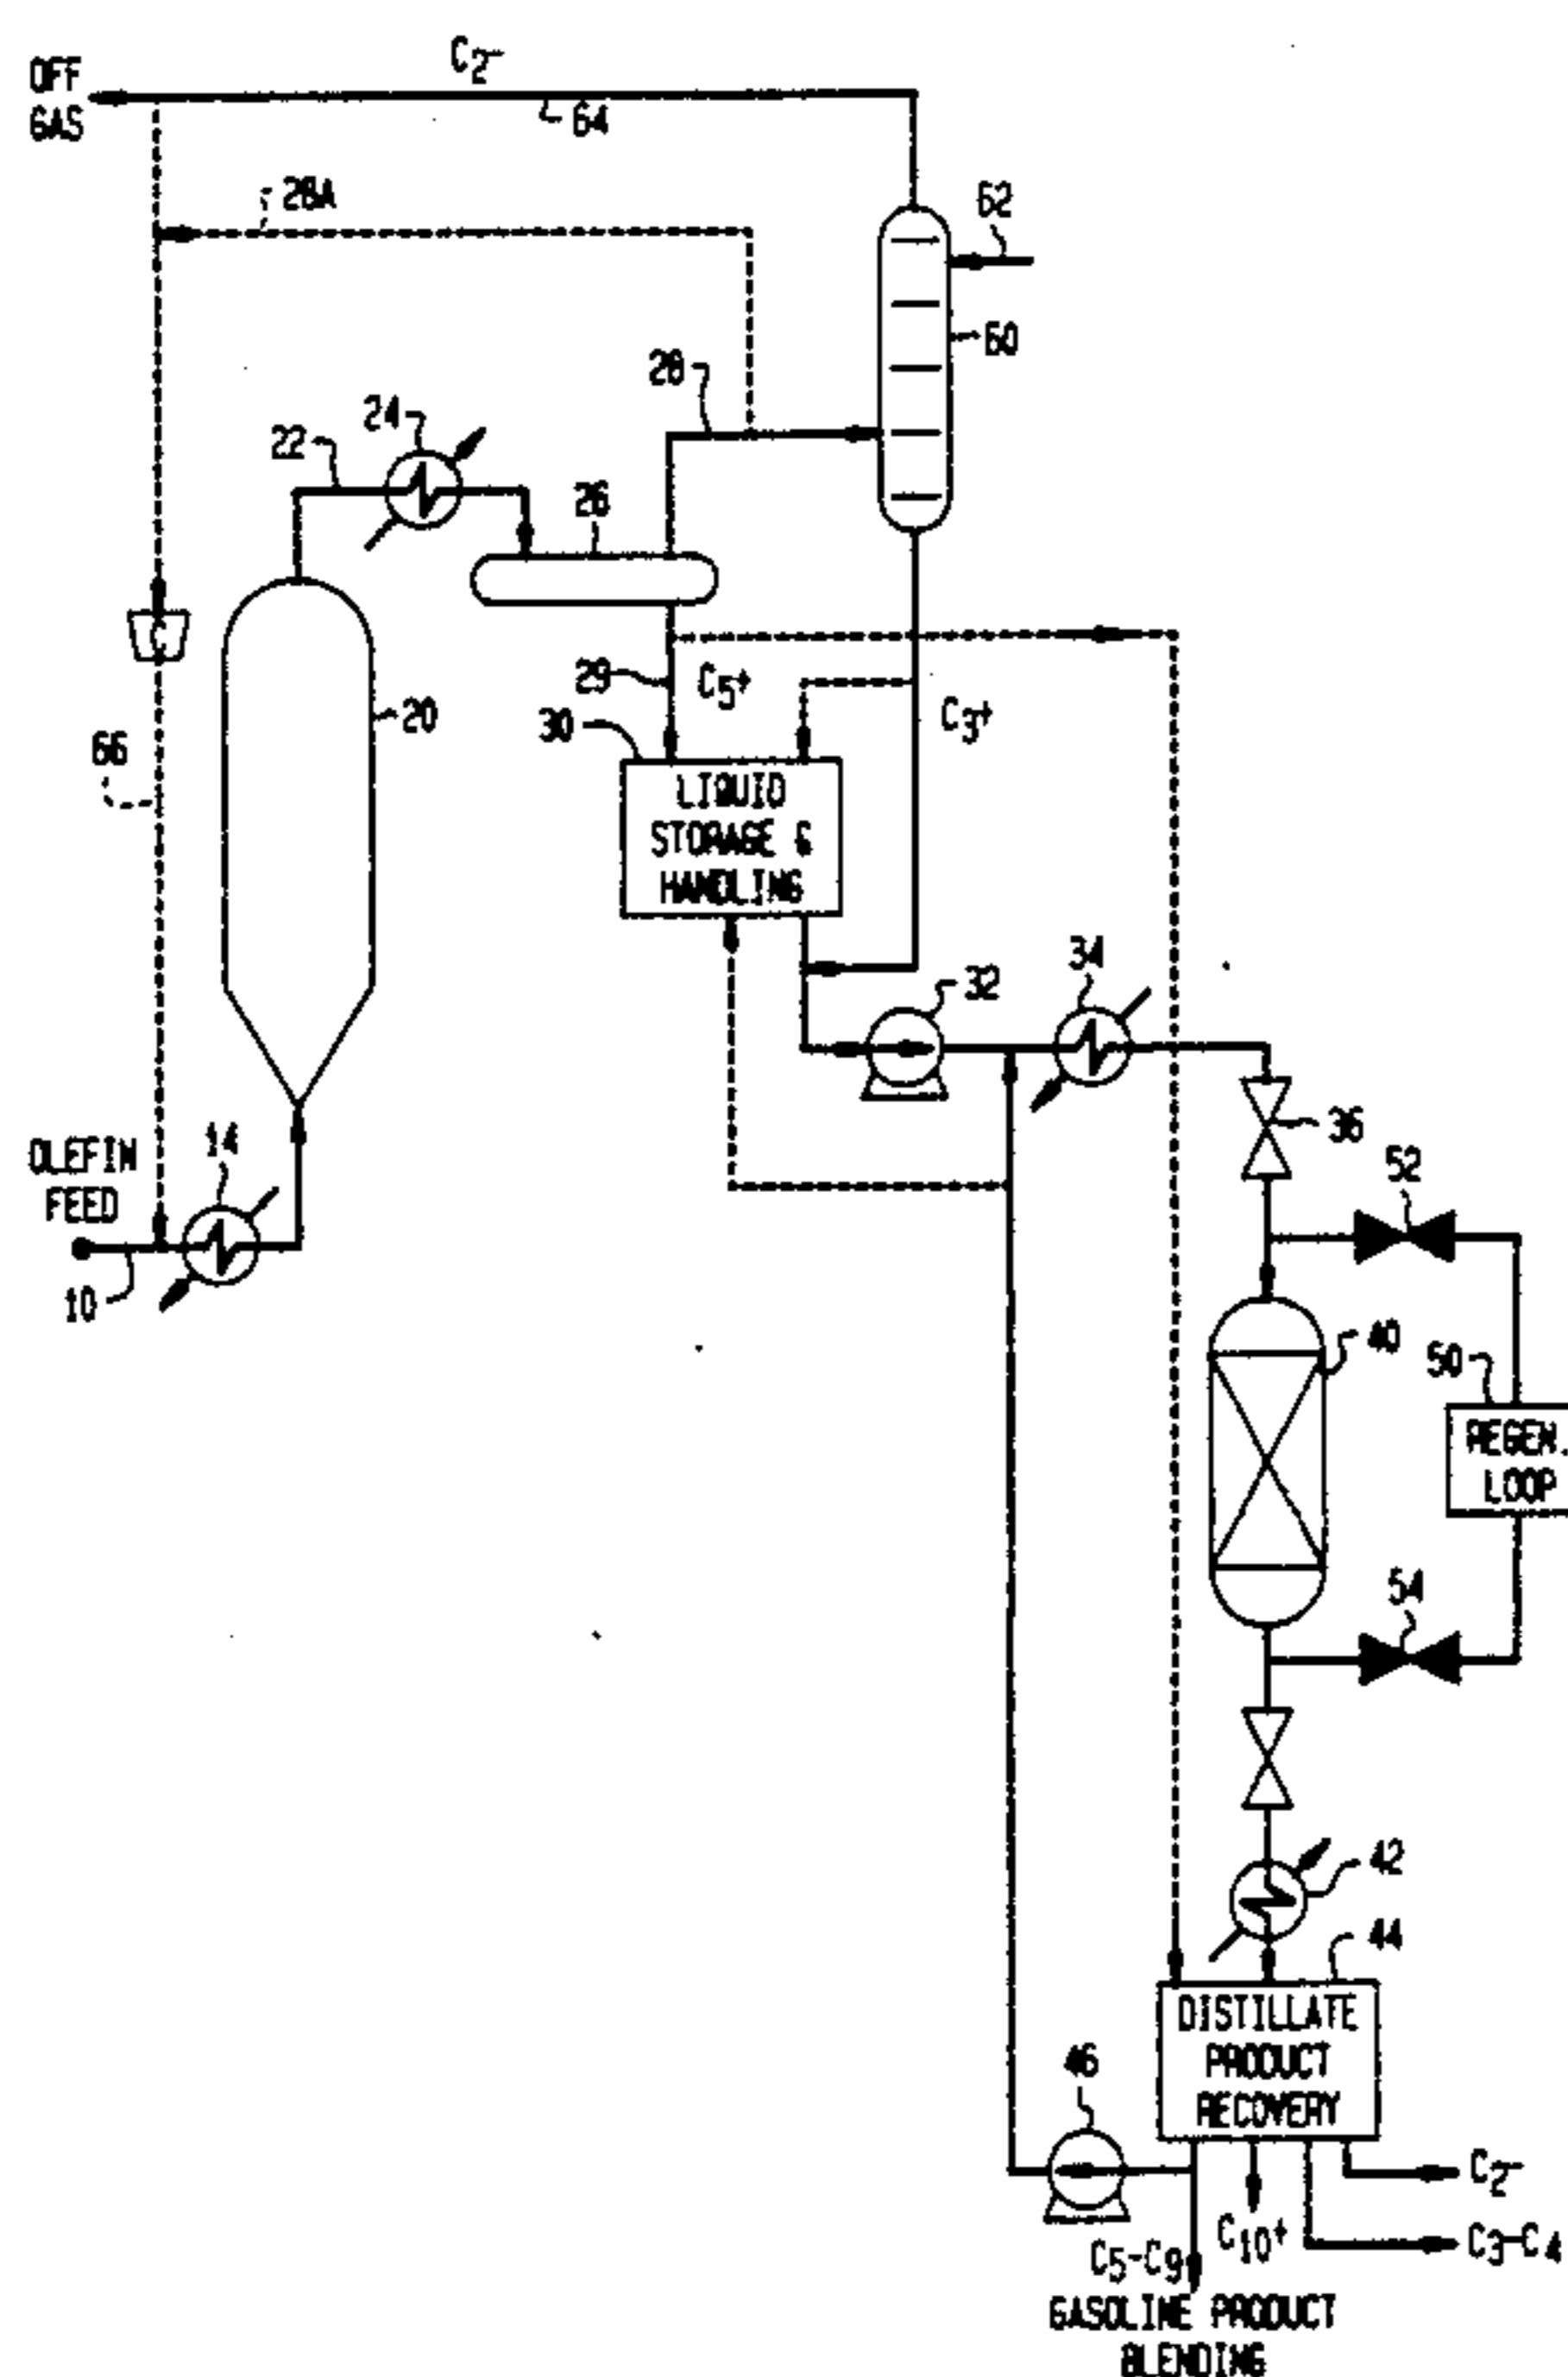 C2-
OFF
GAS
64
28A
62
60
28
24
22
26
29
C5+
C3+
20
30
66
LIQUID
STORAGE &
HANDLING
34
32
OLEFIN
FEED
14
36
52
10
40
50
REGEN.
LOOP
54
42
44
DISTILLATE
PRODUCT
RECOVERY
46
C2-
C10+
C3-C4
C5-C9
GASOLINE PRODUCT
BLENDING